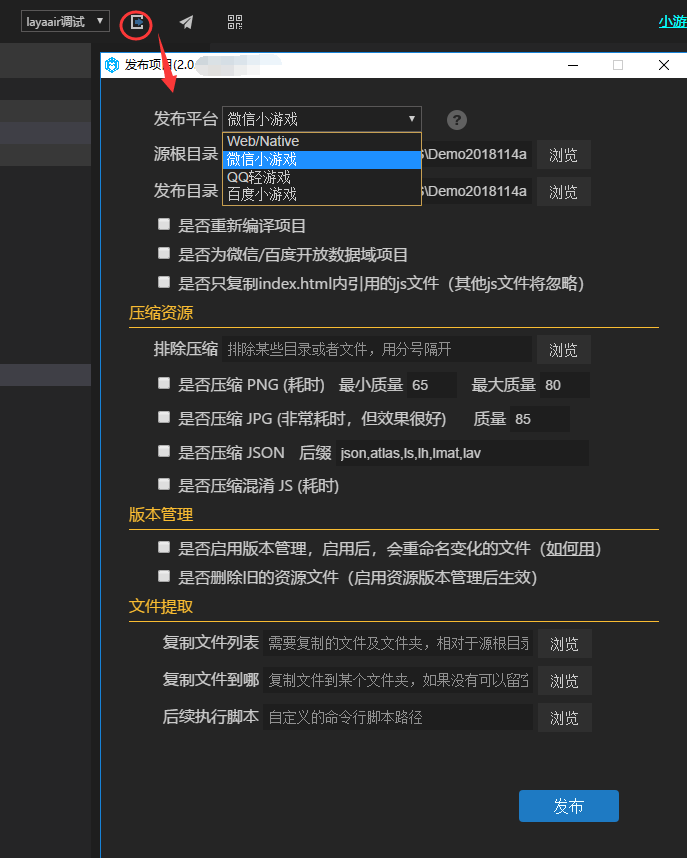 layaair调试
小游
发布项目(2.0
发布平台 微信小游戏 ?
Web/Native
源根目录 微信小游戏 \Demo2018114a 浏览
QQ轻游戏
发布目录 百度小游戏 \Demo2018114a 浏览
是否重新编译项目
是否为微信/百度开放数据域项目
是否只复制index.html内引用的js文件（其他js文件将忽略）
压缩资源
排除压缩 排除某些目录或者文件，用分号隔开 浏览
是否压缩 PNG (耗时) 最小质量 65 最大质量 80
是否压缩 JPG (非常耗时，但效果很好) 质量 85
是否压缩 JSON 后缀 json,atlas,ls,lh,lmat,lav
是否压缩混淆 JS (耗时)
版本管理
是否启用版本管理，启用后，会重命名变化的文件（如何用）
是否删除旧的资源文件（启用资源版本管理后生效）
文件提取
复制文件列表 需要复制的文件及文件夹，相对于源根目录 浏览
复制文件到哪 复制文件到某个文件夹，如果没有可以留空 浏览
后续执行脚本 自定义的命令行脚本路径 浏览
发布